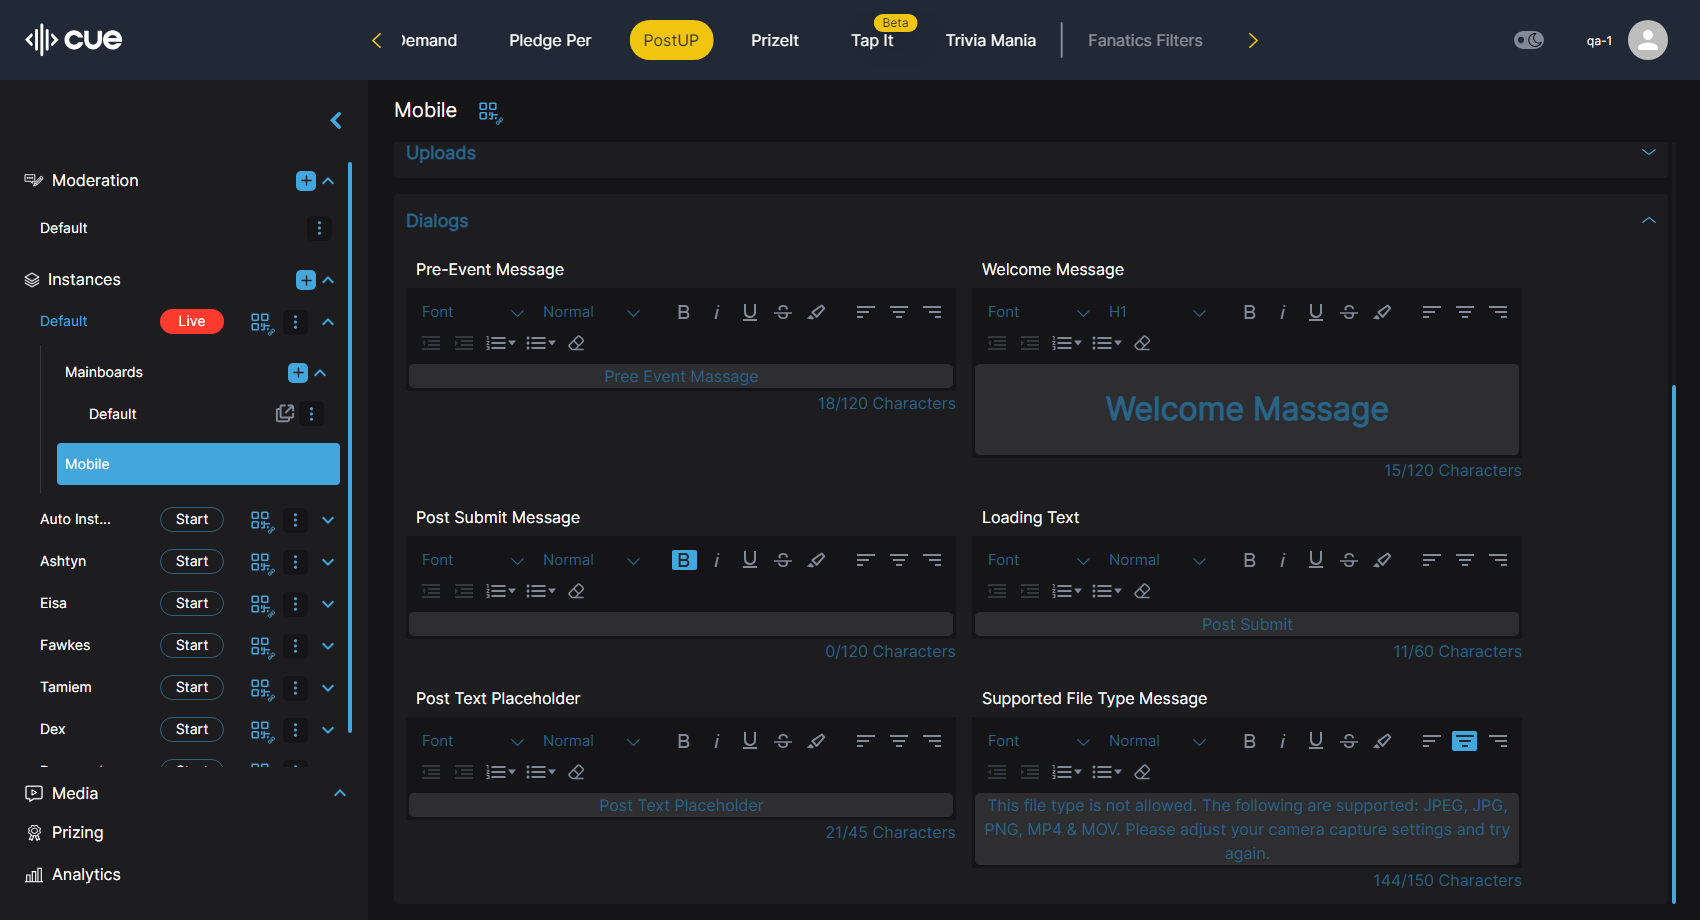 cue
Demand
Pledge Per
PostUP
PrizeIt
Beta
Tap It
Trivia Mania
Fanatics Filters
qa-1
Moderation
Default
Instances
Default
Live
Mainboards
Default
Mobile
Auto Inst...
Start
Ashtyn
Start
Eisa
Start
Fawkes
Start
Tamiem
Start
Dex
Start
Media
Prizing
Analytics
Mobile
Uploads
Dialogs
Pre-Event Message
Font
Normal
B
i
U
S
Pree Event Massage
18/120 Characters
Welcome Message
Font
H1
B
i
U
S
Welcome Massage
15/120 Characters
Post Submit Message
Font
Normal
B
i
U
S
0/120 Characters
Loading Text
Font
Normal
B
i
U
S
Post Submit
11/60 Characters
Post Text Placeholder
Font
Normal
B
i
U
S
Post Text Placeholder
21/45 Characters
Supported File Type Message
Font
Normal
B
i
U
S
This file type is not allowed. The following are supported: JPEG, JPG,
PNG, MP4 & MOV. Please adjust your camera capture settings and try
again.
144/150 Characters